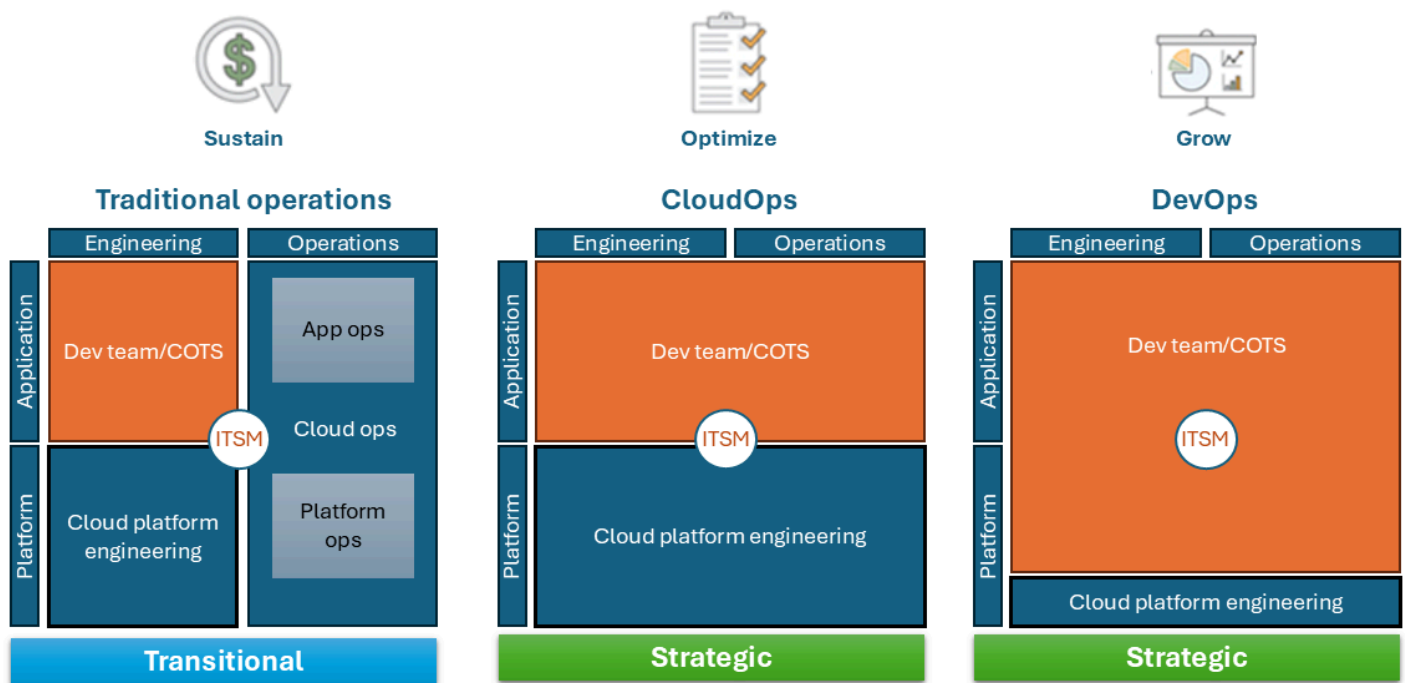 $
Sustain
Optimize
Grow
Traditional operations
Engineering
Operations
Application
Platform
Dev team/COTS
App ops
ITSM
Cloud ops
Cloud platform
engineering
Platform
ops
Transitional
CloudOps
Engineering
Operations
Application
Platform
Dev team/COTS
ITSM
Cloud platform engineering
Strategic
DevOps
Engineering
Operations
Application
Platform
Dev team/COTS
ITSM
Cloud platform engineering
Strategic